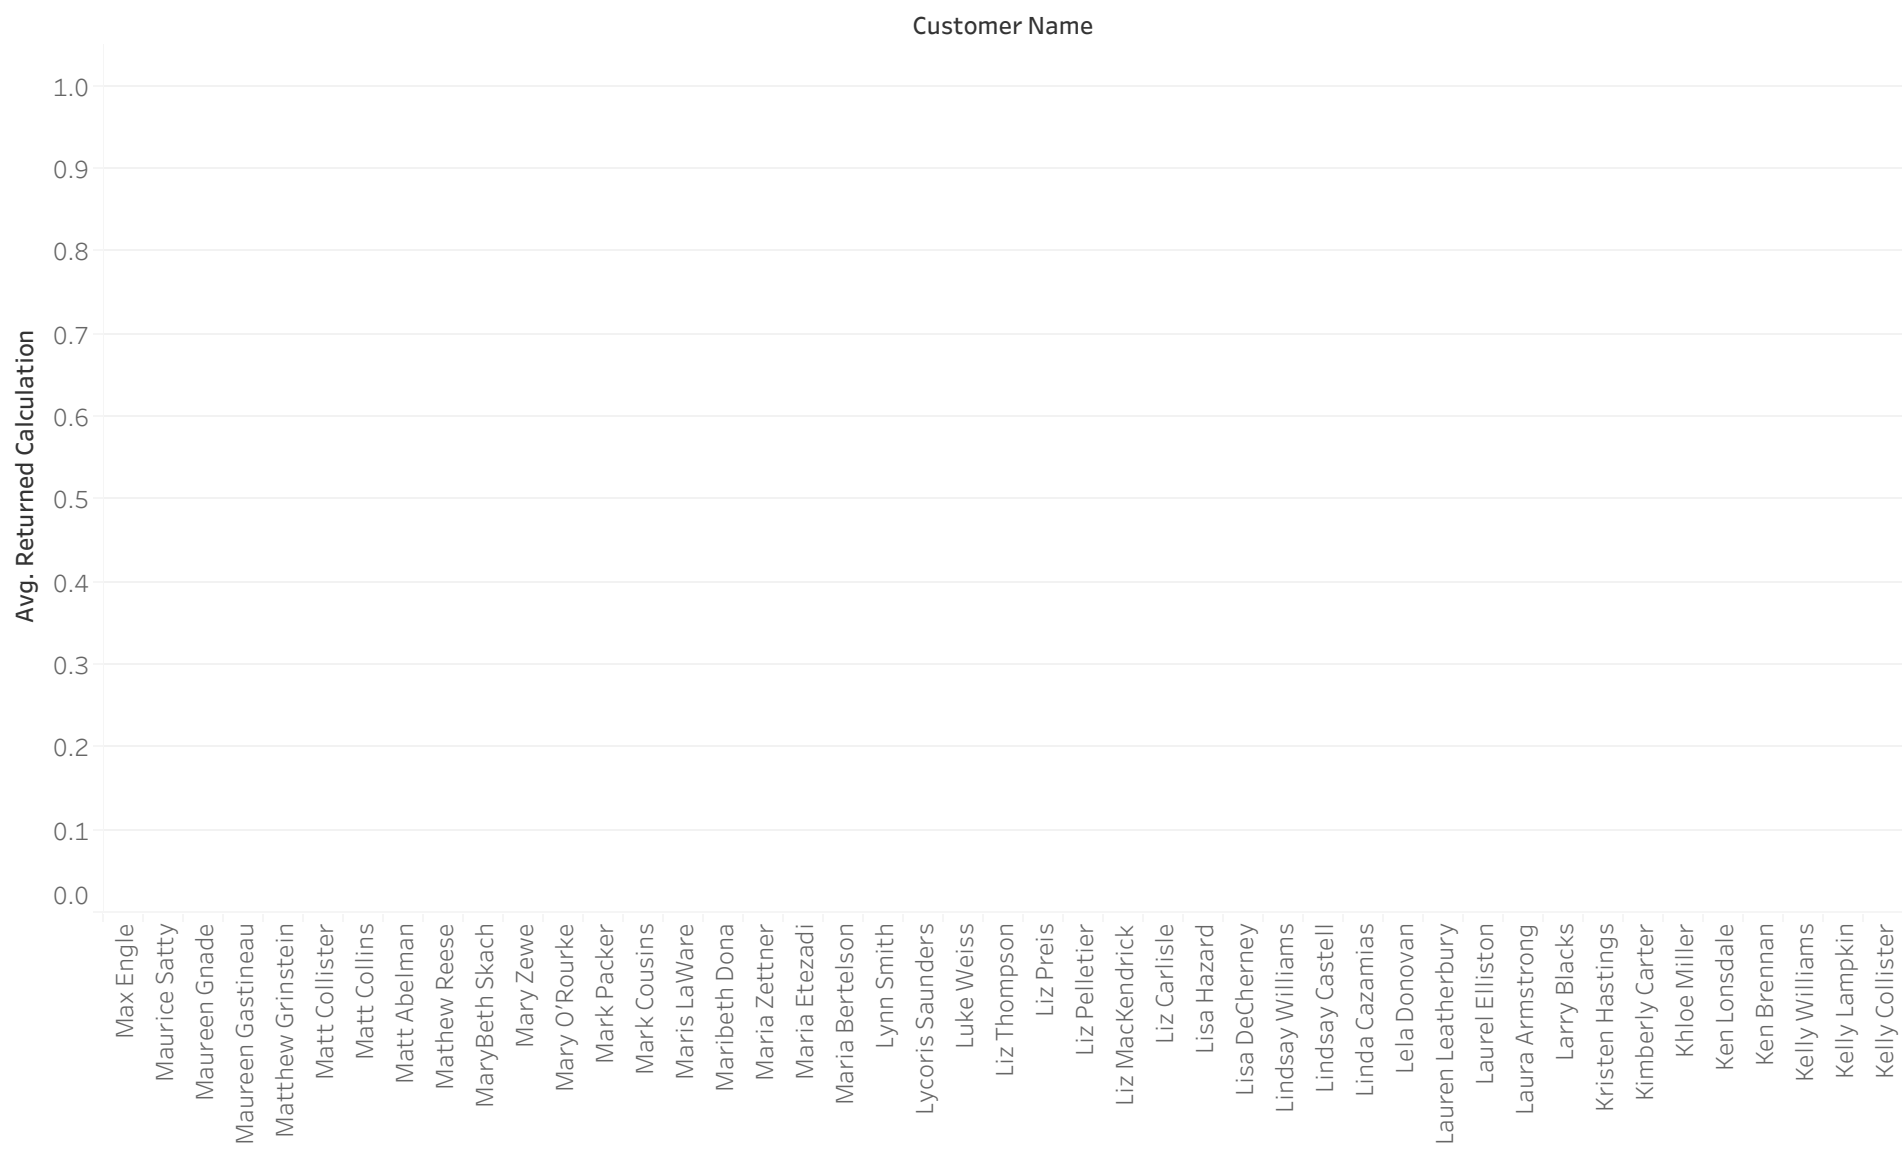 Customer Name
Avg. Returned Calculation
1.0
0.9
0.8
0.7
0.6
0.5
0.4
0.3
0.2
0.1
0.0
Max Engle
Maurice Satty
Maureen Gnade
Maureen Gastineau
Matthew Grinstein
Matt Collister
Matt Collins
Matt Abelman
Mathew Reese
MaryBeth Skach
Mary Zewe
Mary O'Rourke
Mark Packer
Mark Cousins
Maris LaWare
Maribeth Dona
Maria Zettner
Maria Etezadi
Maria Bertelson
Lynn Smith
Lycoris Saunders
Luke Weiss
Liz Thompson
Liz Preis
Liz Pelletier
Liz MacKendrick
Liz Carlisle
Lisa Hazard
Lisa DeCherney
Lindsay Williams
Lindsay Castell
Linda Cazamias
Lela Donovan
Lauren Leatherbury
Laurel Elliston
Laura Armstrong
Larry Blacks
Kristen Hastings
Kimberly Carter
Khloe Miller
Ken Lonsdale
Ken Brennan
Kelly Williams
Kelly Lampkin
Kelly Collister